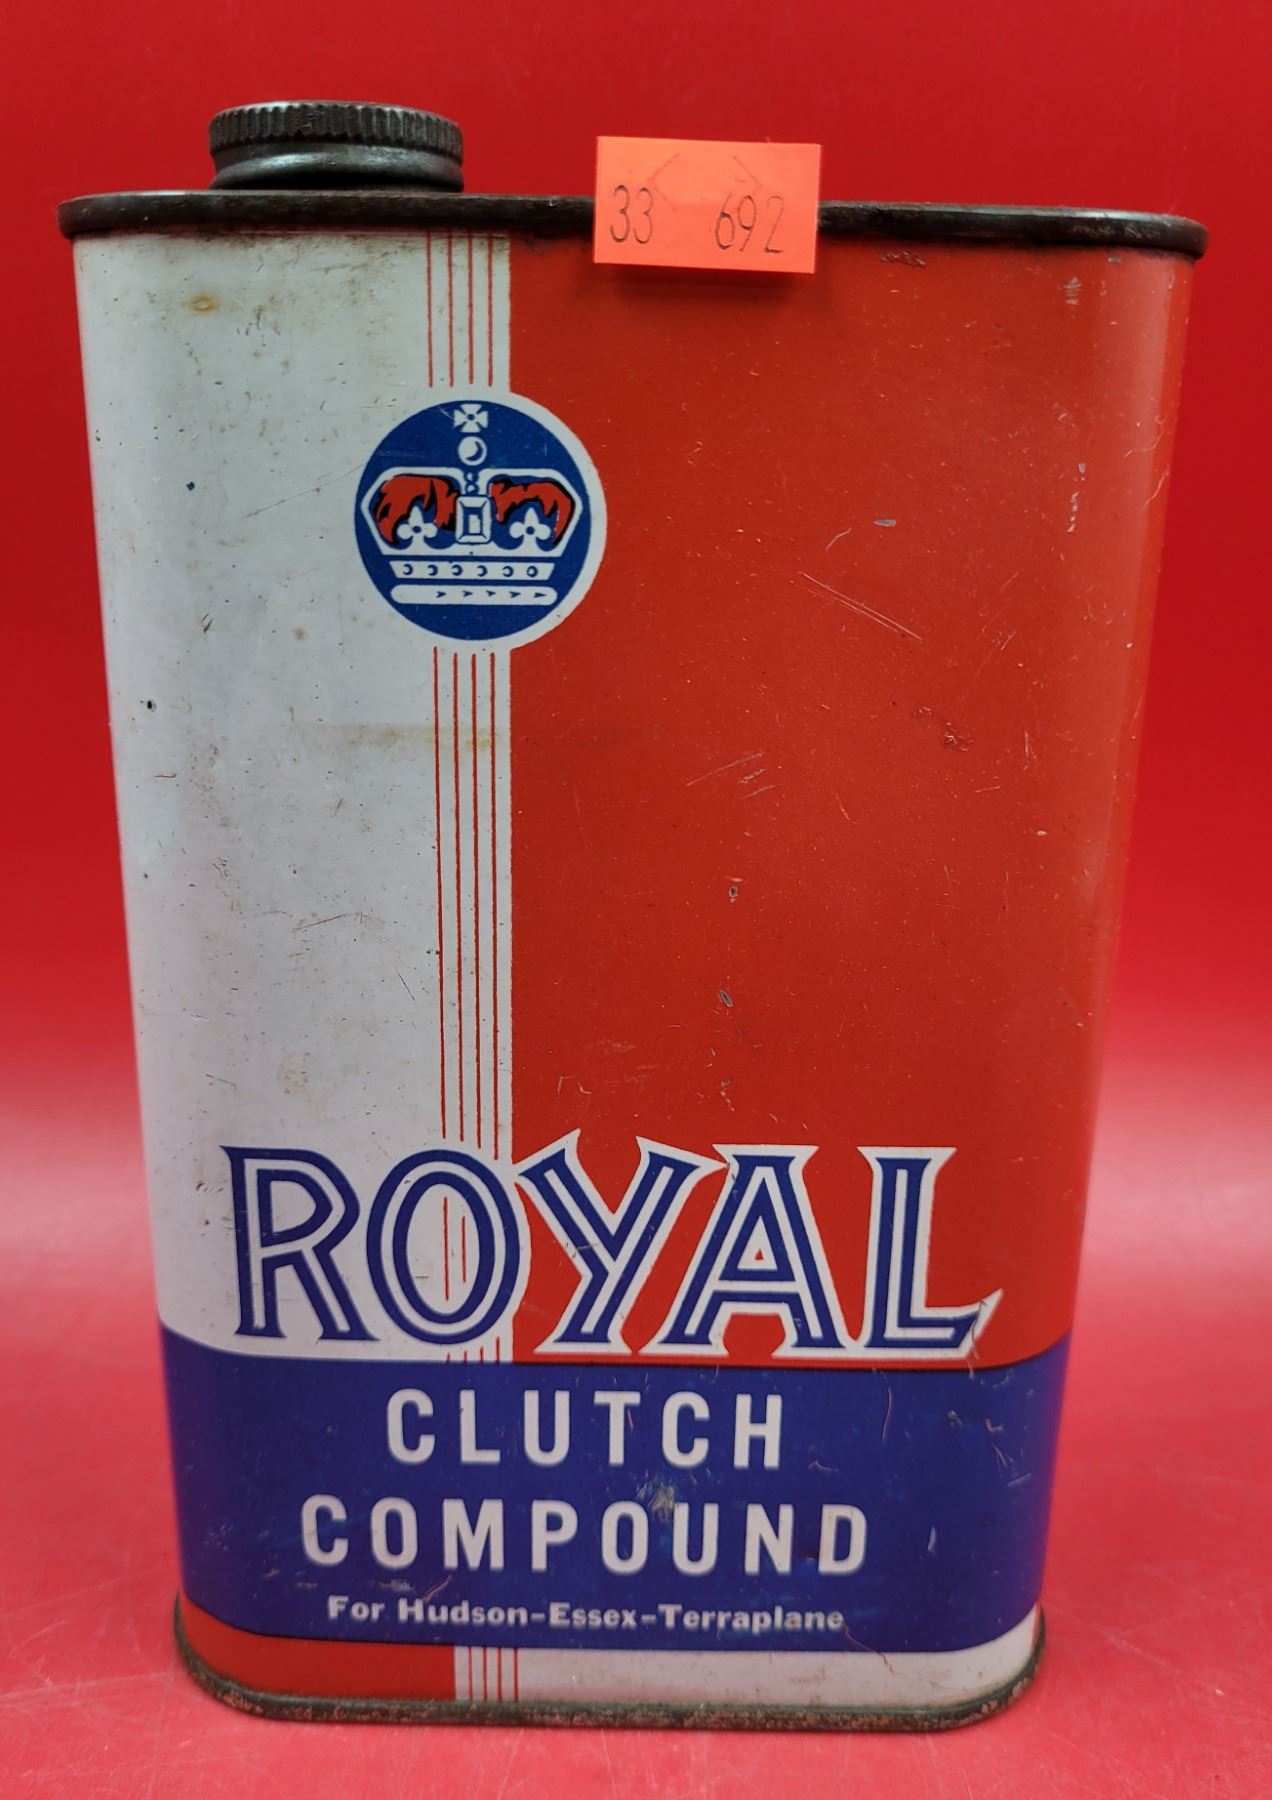 33 692
ROYAL
CLUTCH
COMPOUND
For Hudson-Essex-Terraplane